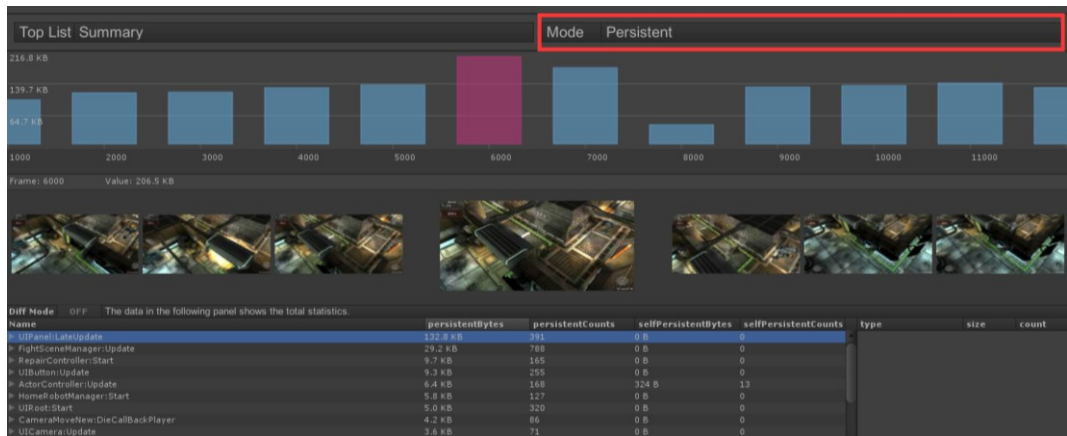 Top List Summary Mode Persistent
216.8 KB
139.7 KB
64.7 KB
1000 2000 3000 4000 5000 6000 7000 8000 9000 10000 11000
Frame: 6000 Value: 206.5 KB
Diff Mode OFF The data in the following panel shows the total statistics.
Name persistentBytes persistentCounts selfPersistentBytes selfPersistentCounts type size count
UIPanel:LateUpdate 132.8 KB 391 0 B 0
FightSceneManager:Update 29.2 KB 788 0 B 0
RepairController:Start 9.7 KB 165 0 B 0
UIButton:Update 9.3 KB 255 0 B 0
ActorController:Update 6.4 KB 168 324 B 13
HomeRobotManager:Start 5.8 KB 127 0 B 0
UIRoot:Start 5.0 KB 320 0 B 0
CameraMoveNew:DieCallBackPlayer 4.2 KB 86 0 B 0
UICamera:Update 3.6 KB 71 0 B 0